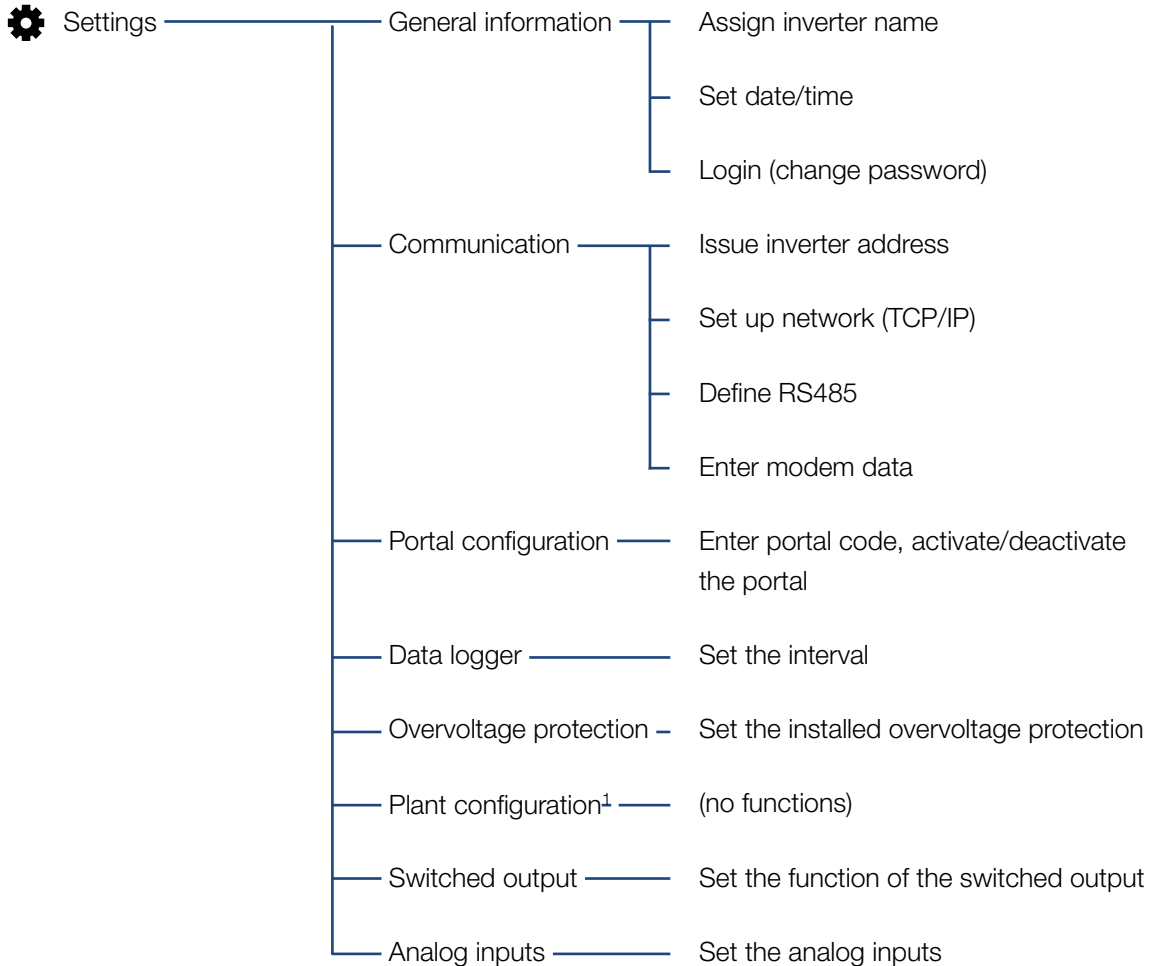 Settings General information Assign inverter name
Set date/time
Login (change password)
Communication Issue inverter address
Set up network (TCP/IP)
Define RS485
Enter modem data
Portal configuration Enter portal code, activate/deactivate
the portal
Data logger Set the interval
Overvoltage protection Set the installed overvoltage protection
Plant configuration1 (no functions)
Switched output Set the function of the switched output
Analog inputs Set the analog inputs